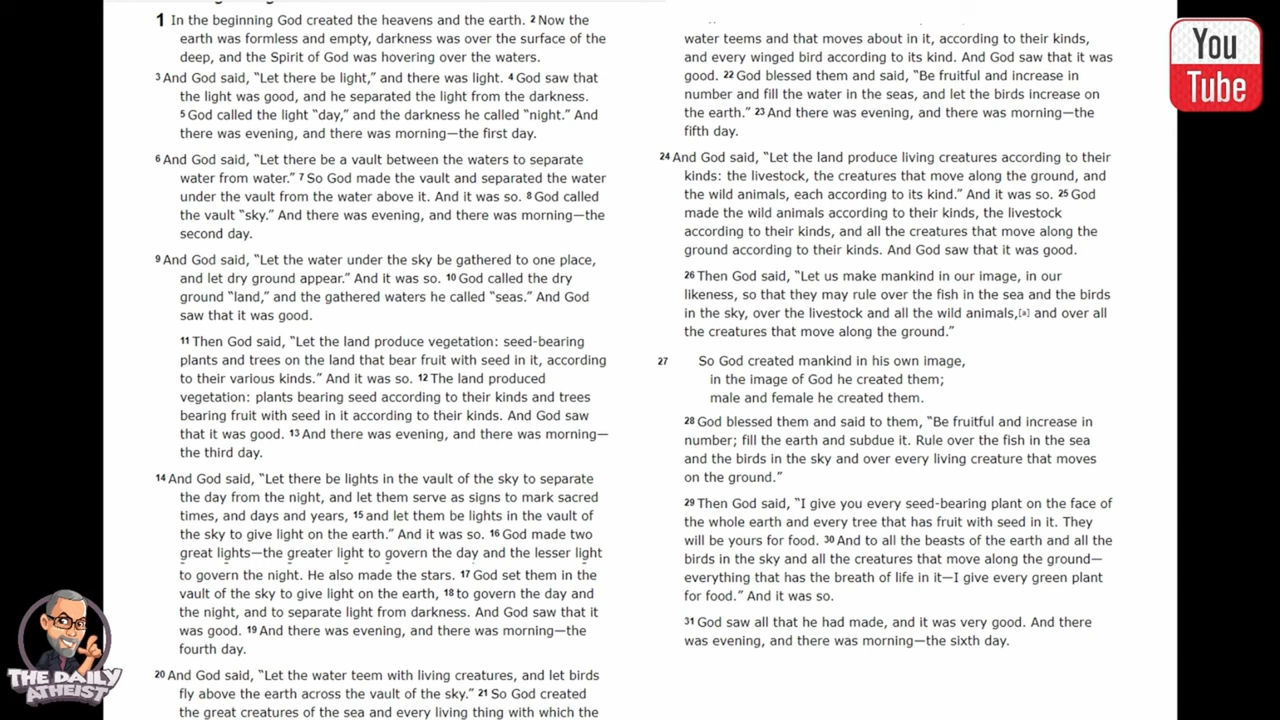 1 In the beginning God created the heavens and the earth. 2 Now the
earth was formless and empty, darkness was over the surface of the
deep, and the Spirit of God was hovering over the waters.
3 And God said, “Let there be light,” and there was light. 4 God saw that
the light was good, and he separated the light from the darkness.
5 God called the light “day,” and the darkness he called “night.” And
there was evening, and there was morning—the first day.
6 And God said, “Let there be a vault between the waters to separate
water from water.” 7 So God made the vault and separated the water
under the vault from the water above it. And it was so. 8 God called
the vault “sky.” And there was evening, and there was morning—the
second day.
9 And God said, “Let the water under the sky be gathered to one place,
and let dry ground appear.” And it was so. 10 God called the dry
ground “land,” and the gathered waters he called “seas.” And God
saw that it was good.
11 Then God said, “Let the land produce vegetation: seed-bearing
plants and trees on the land that bear fruit with seed in it, according
to their various kinds.” And it was so. 12 The land produced
vegetation: plants bearing seed according to their kinds and trees
bearing fruit with seed in it according to their kinds. And God saw
that it was good. 13 And there was evening, and there was morning—
the third day.
14 And God said, “Let there be lights in the vault of the sky to separate
the day from the night, and let them serve as signs to mark sacred
times, and days and years, 15 and let them be lights in the vault of
the sky to give light on the earth.” And it was so. 16 God made two
great lights—the greater light to govern the day and the lesser light
to govern the night. He also made the stars. 17 God set them in the
vault of the sky to give light on the earth, 18 to govern the day and
the night, and to separate light from darkness. And God saw that it
was good. 19 And there was evening, and there was morning—the
fourth day.
20 And God said, “Let the water teem with living creatures, and let birds
fly above the earth across the vault of the sky.” 21 So God created
the great creatures of the sea and every living thing with which the
water teems and that moves about in it, according to their kinds,
and every winged bird according to its kind. And God saw that it was
good. 22 God blessed them and said, “Be fruitful and increase in
number and fill the water in the seas, and let the birds increase on
the earth.” 23 And there was evening, and there was morning—the
fifth day.
24 And God said, “Let the land produce living creatures according to their
kinds: the livestock, the creatures that move along the ground, and
the wild animals, each according to its kind.” And it was so. 25 God
made the wild animals according to their kinds, the livestock
according to their kinds, and all the creatures that move along the
ground according to their kinds. And God saw that it was good.
26 Then God said, “Let us make mankind in our image, in our
likeness, so that they may rule over the fish in the sea and the birds
in the sky, over the livestock and all the wild animals,[a] and over all
the creatures that move along the ground.”
27 So God created mankind in his own image,
in the image of God he created them;
male and female he created them.
28 God blessed them and said to them, “Be fruitful and increase in
number; fill the earth and subdue it. Rule over the fish in the sea
and the birds in the sky and over every living creature that moves
on the ground.”
29 Then God said, “I give you every seed-bearing plant on the face of
the whole earth and every tree that has fruit with seed in it. They
will be yours for food. 30 And to all the beasts of the earth and all the
birds in the sky and all the creatures that move along the ground—
everything that has the breath of life in it—I give every green plant
for food.” And it was so.
31 God saw all that he had made, and it was very good. And there
was evening, and there was morning—the sixth day.
You
Tube
THE DAILY
ATHEIST